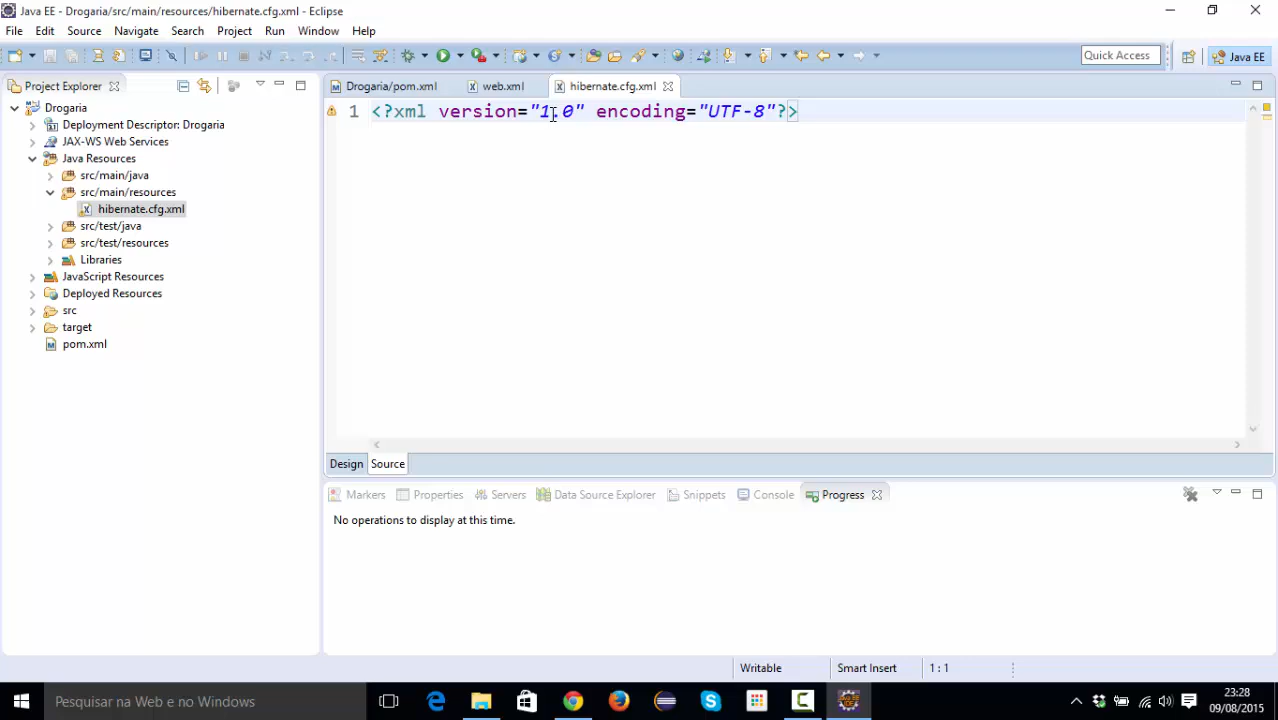 Java EE - Drogaria/src/main/resources/hibernate.cfg.xml - Eclipse
File Edit Source Navigate Search Project Run Window Help
Quick Access
Java EE
Project Explorer
Drogaria
Deployment Descriptor: Drogaria
JAX-WS Web Services
Java Resources
src/main/java
src/main/resources
hibernate.cfg.xml
src/test/java
src/test/resources
Libraries
JavaScript Resources
Deployed Resources
src
target
pom.xml
Drogaria/pom.xml web.xml hibernate.cfg.xml
1 <?xml version="1.0" encoding="UTF-8"?>
Design Source
Markers Properties Servers Data Source Explorer Snippets Console Progress
No operations to display at this time.
Writable Smart Insert 1 : 1
Pesquisar na Web e no Windows
23:28
09/08/2015